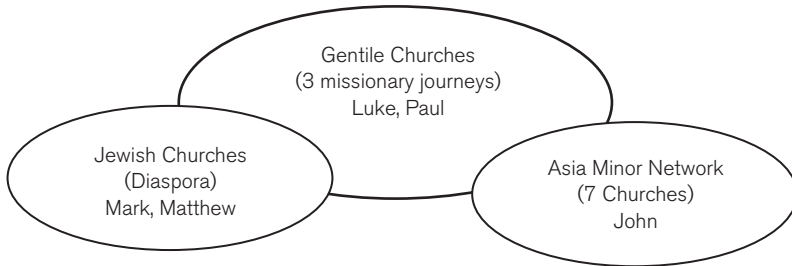 Gentile Churches
(3 missionary journeys)
Luke, Paul
Jewish Churches
(Diaspora)
Mark, Matthew
Asia Minor Network
(7 Churches)
John